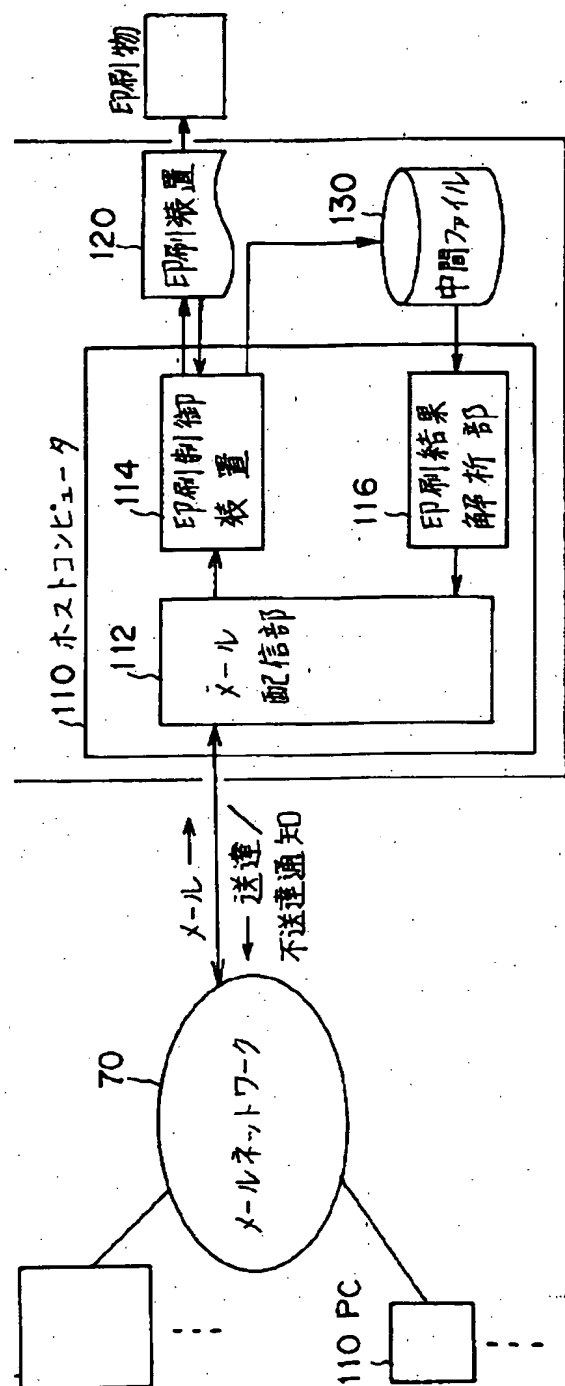 印刷物
120
印刷装置
130
中間ファイル
110 ホストコンピュータ
114
印刷制御
装置
116
印刷結果
解析部
112
メール
配信部
メール →
← 送達/
不送達通知
70
メールネットワーク
110 PC